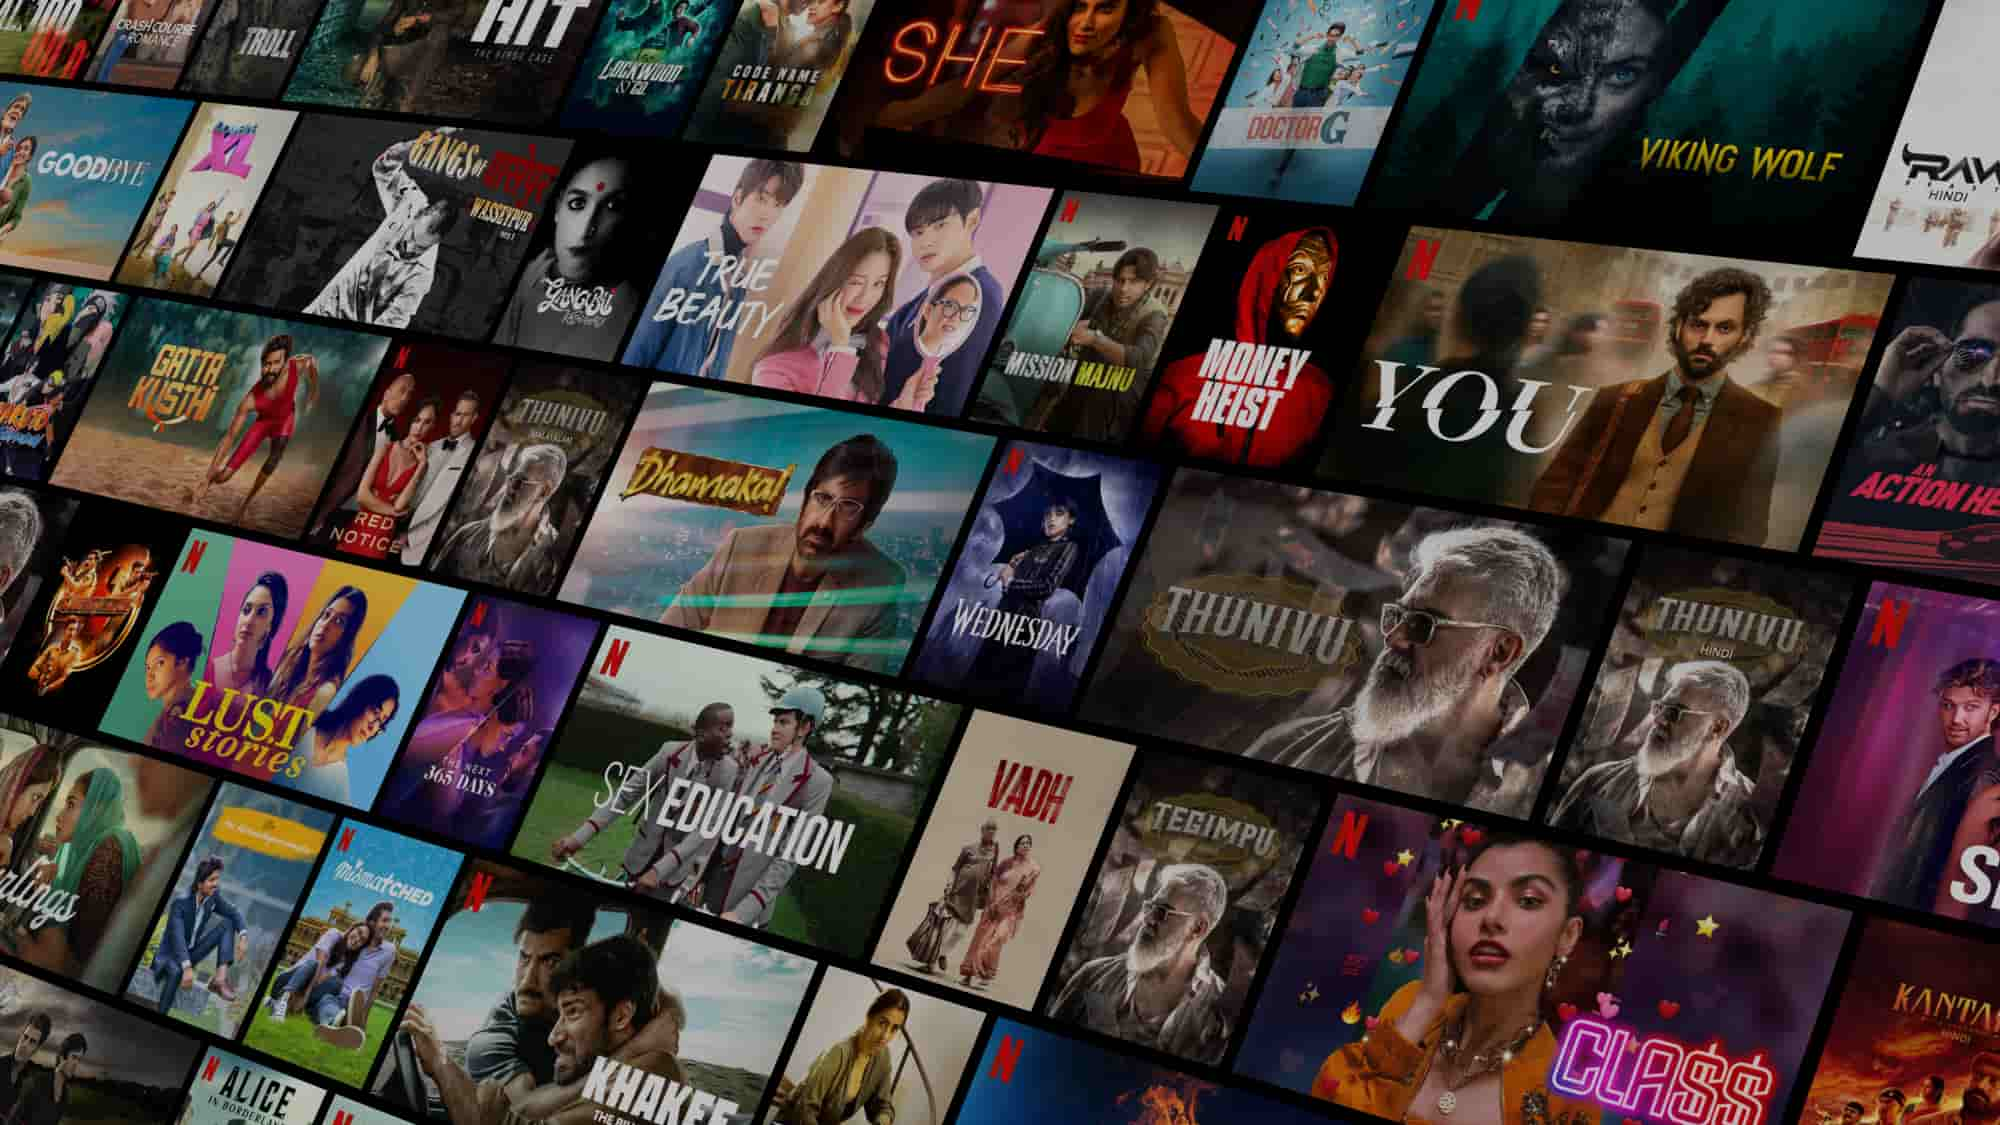 CRASH COURSE
IN ROMANCE
TROLL
HIT
THE FIRST CASE
LOCKWOOD
& CO.
CODE NAME
TIRANGA
SHE
DOCTOR G
N
VIKING WOLF
RAW
HINDI
GOODBYE
XL
GANGS OF
वासेपुर
WASSEYPUR
GANGUBAI
TRUE
BEAUTY
N
MISSION MAJNU
N
MONEY
HEIST
N
YOU
AN
ACTION HE
GATTA
KUSTHI
N
RED
NOTICE
THUNIVU
MALAYALAM
Dhamaka!
N
WEDNESDAY
THUNIVU
THUNIVU
HINDI
N
S
N
LUST
stories
N
THE NEXT
365 DAYS
N
SEX EDUCATION
VADH
TEGIMPU
N
CLA$$
KANTA
HINDI
rlings
N
mismatched
N
KHAKEE
N
ALICE
IN BORDERLAND
N
N